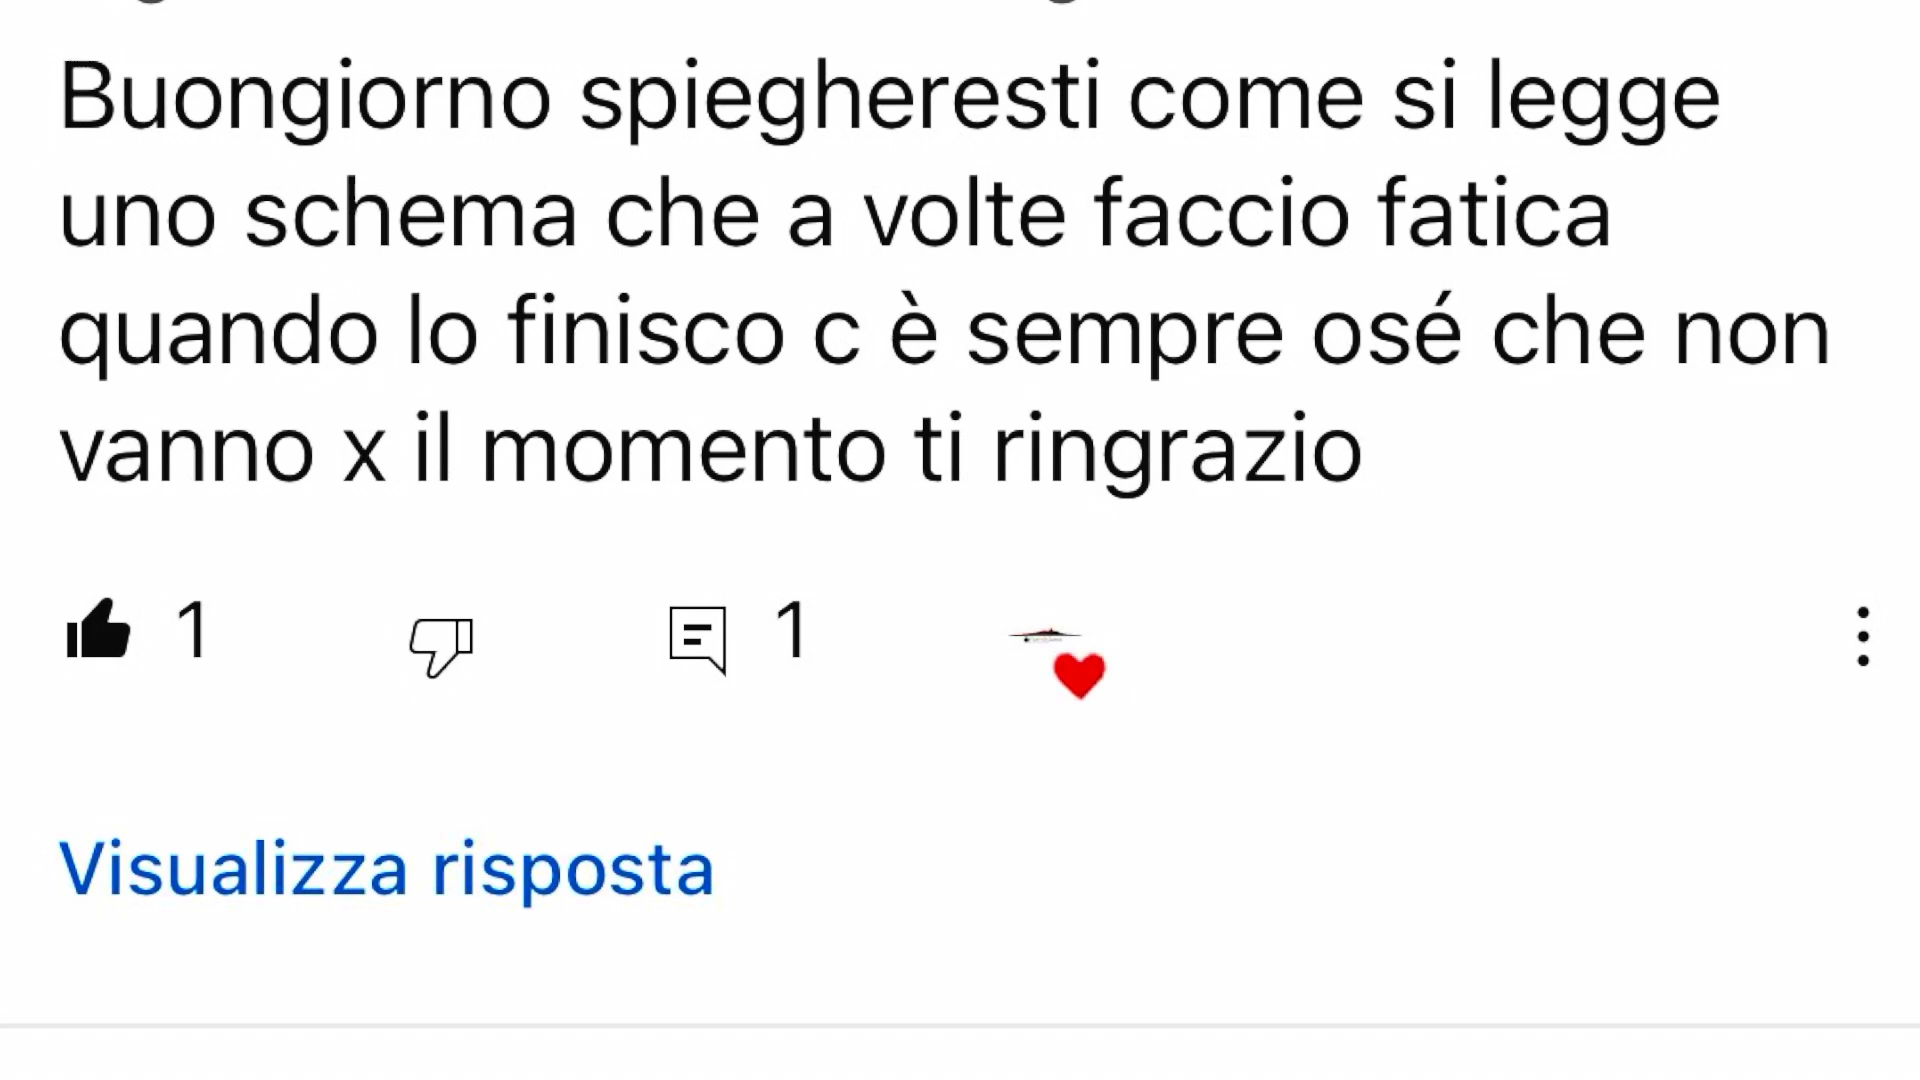 Buongiorno spiegheresti come si legge
uno schema che a volte faccio fatica
quando lo finisco c è sempre osé che non
vanno x il momento ti ringrazio
1
1
Visualizza risposta